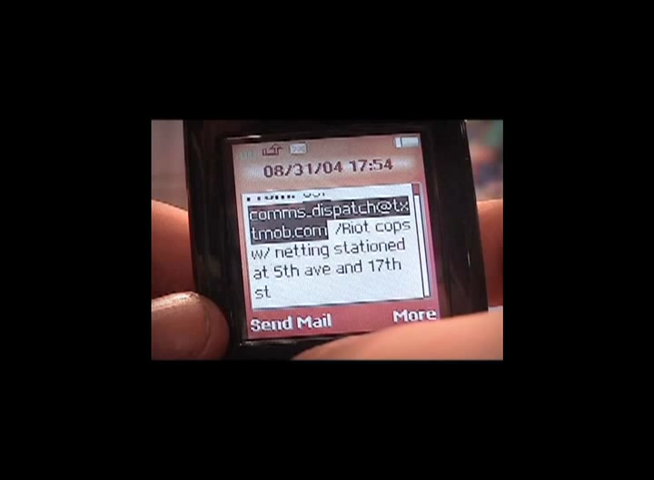 08/31/04 17:54
comms_dispatch@tx
tmob.com /Riot cops
w/ netting stationed
at 5th ave and 17th
st
Send Mail More